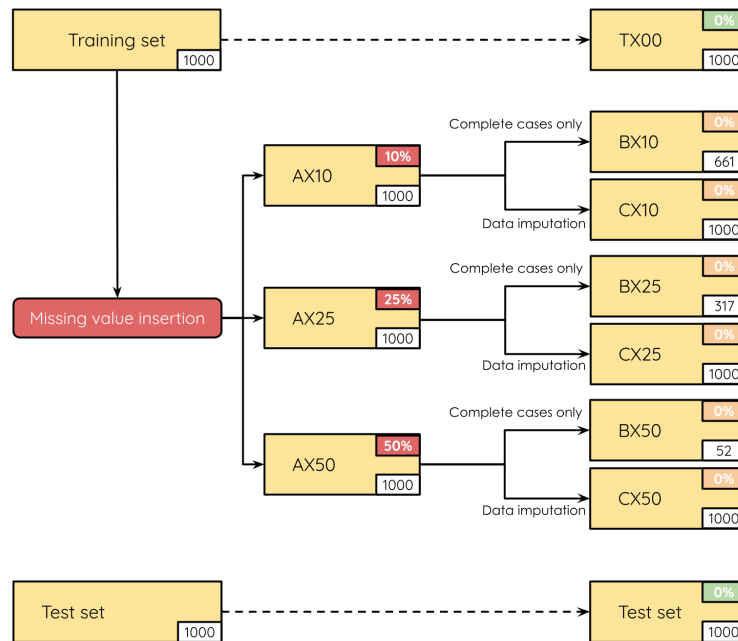 0%
Training set
TX00
1000
1000
Complete cases only
0%
BX10
10%
661
AX10
0%
1000
CX10
Data imputation
1000
Complete cases only
0%
BX25
25%
317
Missing value insertion
AX25
0%
1000
CX25
Data imputation
1000
Complete cases only
0%
BX50
50%
52
AX50
0%
1000
CX50
Data imputation
1000
0%
Test set
Test set
1000
1000